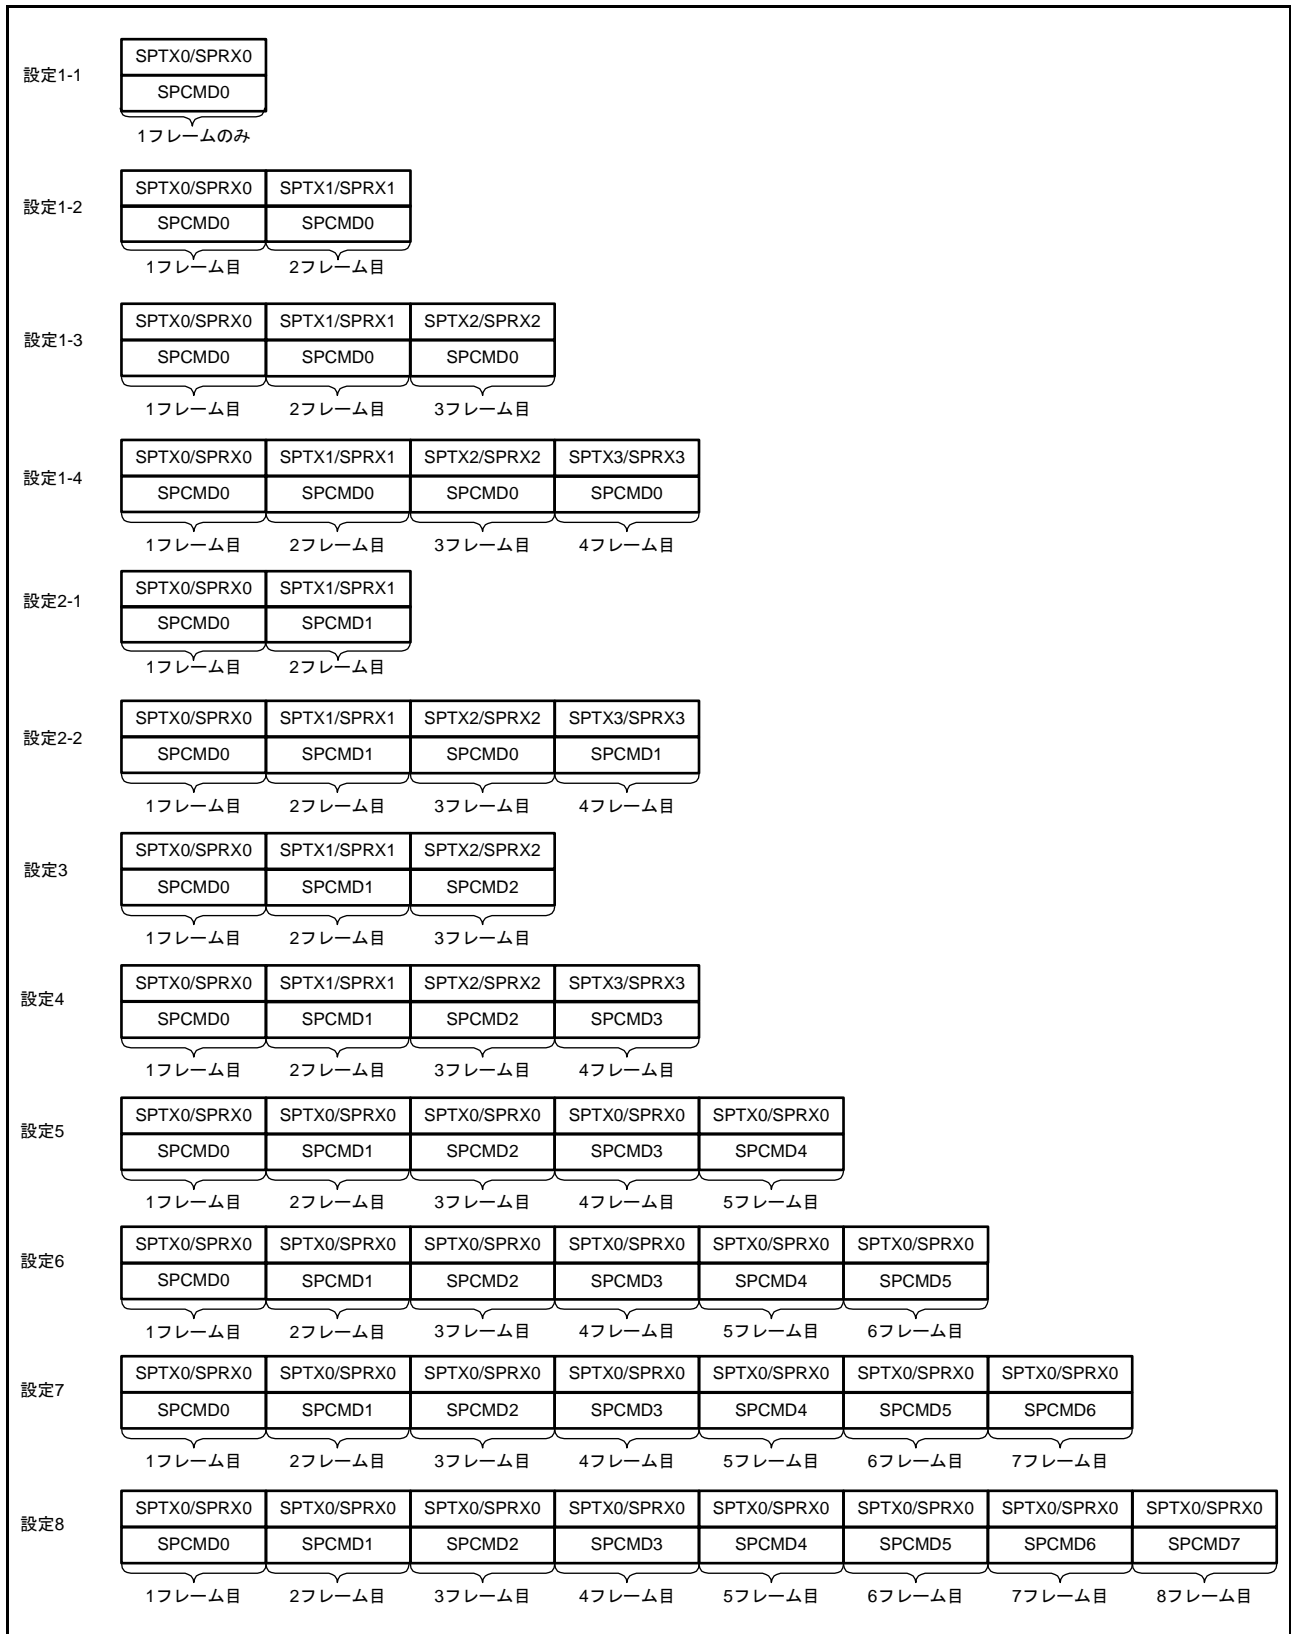 設定1-1
SPTX0/SPRX0
SPCMD0
1フレームのみ
設定1-2
SPTX0/SPRX0 SPTX1/SPRX1
SPCMD0 SPCMD0
1フレーム目 2フレーム目
設定1-3
SPTX0/SPRX0 SPTX1/SPRX1 SPTX2/SPRX2
SPCMD0 SPCMD0 SPCMD0
1フレーム目 2フレーム目 3フレーム目
設定1-4
SPTX0/SPRX0 SPTX1/SPRX1 SPTX2/SPRX2 SPTX3/SPRX3
SPCMD0 SPCMD0 SPCMD0 SPCMD0
1フレーム目 2フレーム目 3フレーム目 4フレーム目
設定2-1
SPTX0/SPRX0 SPTX1/SPRX1
SPCMD0 SPCMD1
1フレーム目 2フレーム目
設定2-2
SPTX0/SPRX0 SPTX1/SPRX1 SPTX2/SPRX2 SPTX3/SPRX3
SPCMD0 SPCMD1 SPCMD0 SPCMD1
1フレーム目 2フレーム目 3フレーム目 4フレーム目
設定3
SPTX0/SPRX0 SPTX1/SPRX1 SPTX2/SPRX2
SPCMD0 SPCMD1 SPCMD2
1フレーム目 2フレーム目 3フレーム目
設定4
SPTX0/SPRX0 SPTX1/SPRX1 SPTX2/SPRX2 SPTX3/SPRX3
SPCMD0 SPCMD1 SPCMD2 SPCMD3
1フレーム目 2フレーム目 3フレーム目 4フレーム目
設定5
SPTX0/SPRX0 SPTX0/SPRX0 SPTX0/SPRX0 SPTX0/SPRX0 SPTX0/SPRX0
SPCMD0 SPCMD1 SPCMD2 SPCMD3 SPCMD4
1フレーム目 2フレーム目 3フレーム目 4フレーム目 5フレーム目
設定6
SPTX0/SPRX0 SPTX0/SPRX0 SPTX0/SPRX0 SPTX0/SPRX0 SPTX0/SPRX0 SPTX0/SPRX0
SPCMD0 SPCMD1 SPCMD2 SPCMD3 SPCMD4 SPCMD5
1フレーム目 2フレーム目 3フレーム目 4フレーム目 5フレーム目 6フレーム目
設定7
SPTX0/SPRX0 SPTX0/SPRX0 SPTX0/SPRX0 SPTX0/SPRX0 SPTX0/SPRX0 SPTX0/SPRX0 SPTX0/SPRX0
SPCMD0 SPCMD1 SPCMD2 SPCMD3 SPCMD4 SPCMD5 SPCMD6
1フレーム目 2フレーム目 3フレーム目 4フレーム目 5フレーム目 6フレーム目 7フレーム目
設定8
SPTX0/SPRX0 SPTX0/SPRX0 SPTX0/SPRX0 SPTX0/SPRX0 SPTX0/SPRX0 SPTX0/SPRX0 SPTX0/SPRX0 SPTX0/SPRX0
SPCMD0 SPCMD1 SPCMD2 SPCMD3 SPCMD4 SPCMD5 SPCMD6 SPCMD7
1フレーム目 2フレーム目 3フレーム目 4フレーム目 5フレーム目 6フレーム目 7フレーム目 8フレーム目